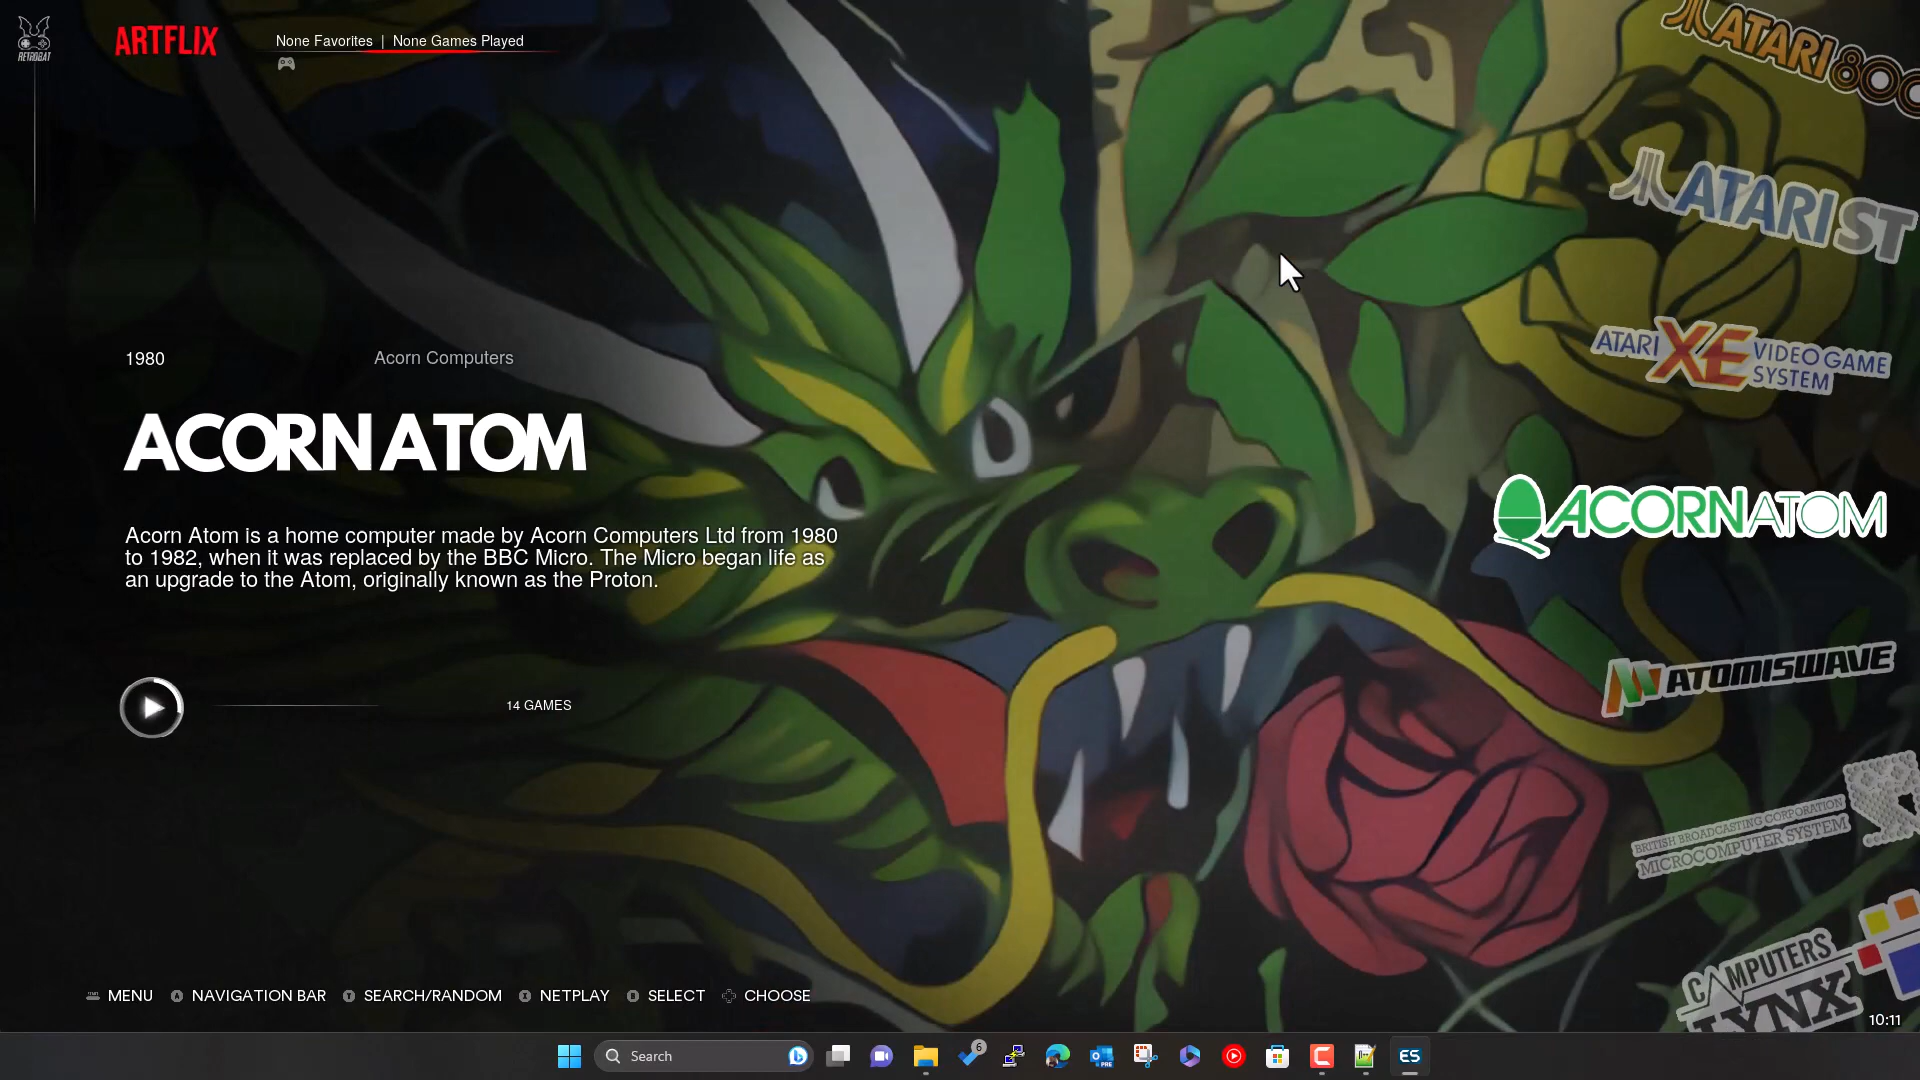 RETROBAT
ARTFLIX
None Favorites | None Games Played
ATARI 800
ATARI ST
ATARI XE VIDEO GAME SYSTEM
1980
Acorn Computers
ACORN ATOM
Acorn Atom is a home computer made by Acorn Computers Ltd from 1980
to 1982, when it was replaced by the BBC Micro. The Micro began life as
an upgrade to the Atom, originally known as the Proton.
ACORNATOM
ATOMISWAVE
14 GAMES
BRITISH BROADCASTING CORPORATION
MICROCOMPUTER SYSTEM
CAMPUTERS
LYNX
MENU NAVIGATION BAR SEARCH/RANDOM NETPLAY SELECT CHOOSE
10:11
Search
6
PRE
ES